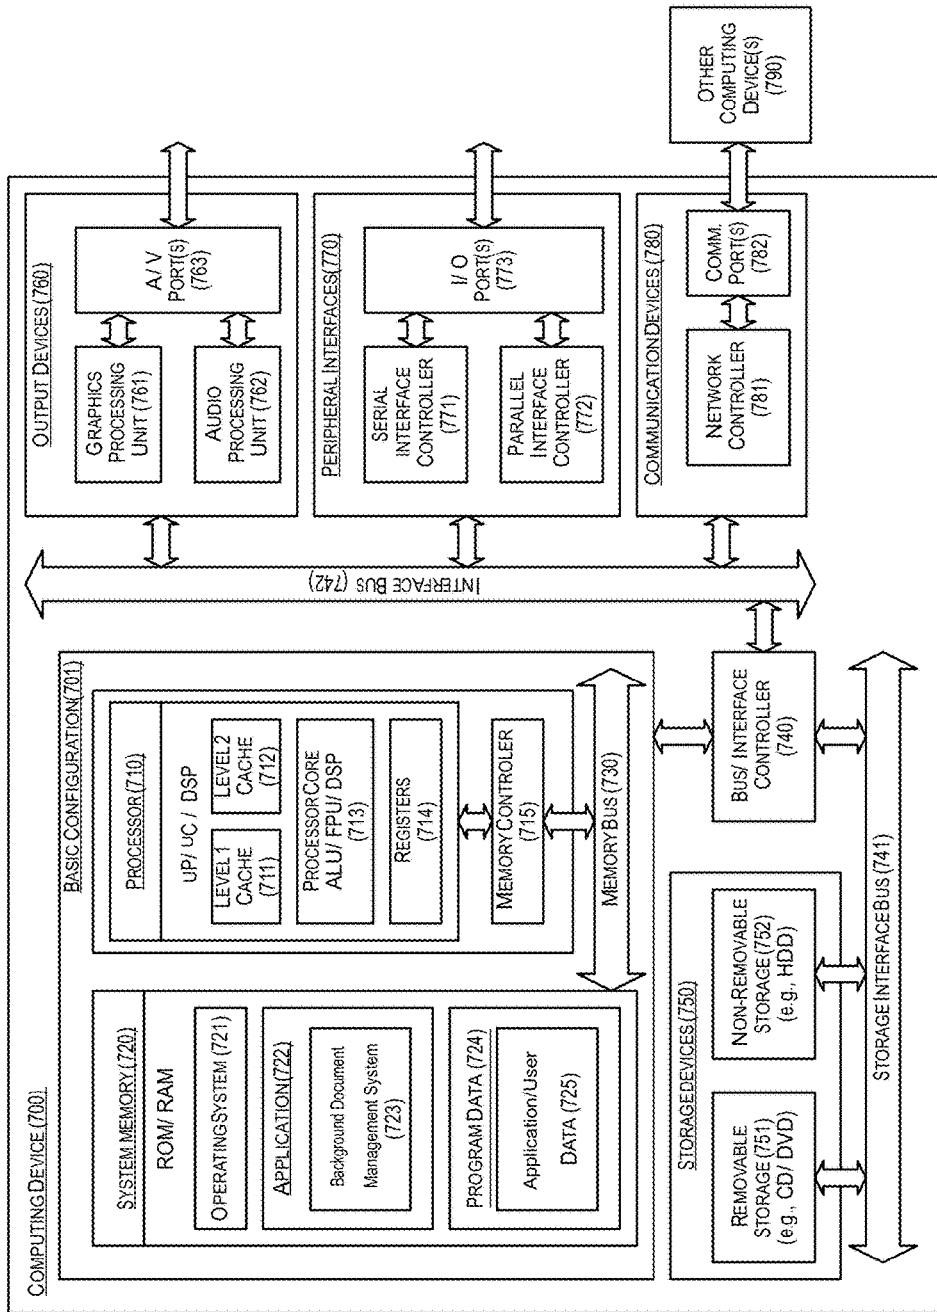 COMPUTING DEVICE (700)
BASIC CONFIGURATION (701)
SYSTEM MEMORY (720)
ROM/ RAM
OPERATING SYSTEM (721)
APPLICATION (722)
Background Document
Management System
(723)
PROGRAM DATA (724)
Application/User
DATA (725)
PROCESSOR (710)
UP/ UC / DSP
LEVEL 1
CACHE
(711)
LEVEL 2
CACHE
(712)
PROCESSOR CORE
ALU/ FPU/ DSP
(713)
REGISTERS
(714)
MEMORY CONTROLER
(715)
MEMORY BUS (730)
STORAGE DEVICES (750)
REMOVABLE
STORAGE (751)
(e.g., CD/ DVD)
NON-REMOVABLE
STORAGE (752)
(e.g., HDD)
STORAGE INTERFACE BUS (741)
BUS/ INTERFACE
CONTROLLER
(740)
INTERFACE BUS (742)
OUTPUT DEVICES (760)
GRAPHICS
PROCESSING
UNIT (761)
AUDIO
PROCESSING
UNIT (762)
A/ V
PORT(S)
(763)
PERIPHERAL INTERFACES (770)
SERIAL
INTERFACE
CONTROLLER
(771)
PARALLEL
INTERFACE
CONTROLLER
(772)
I/ O
PORT(S)
(773)
COMMUNICATION DEVICES (780)
NETWORK
CONTROLLER
(781)
COMM.
PORT(S)
(782)
OTHER
COMPUTING
DEVICE(S)
(790)